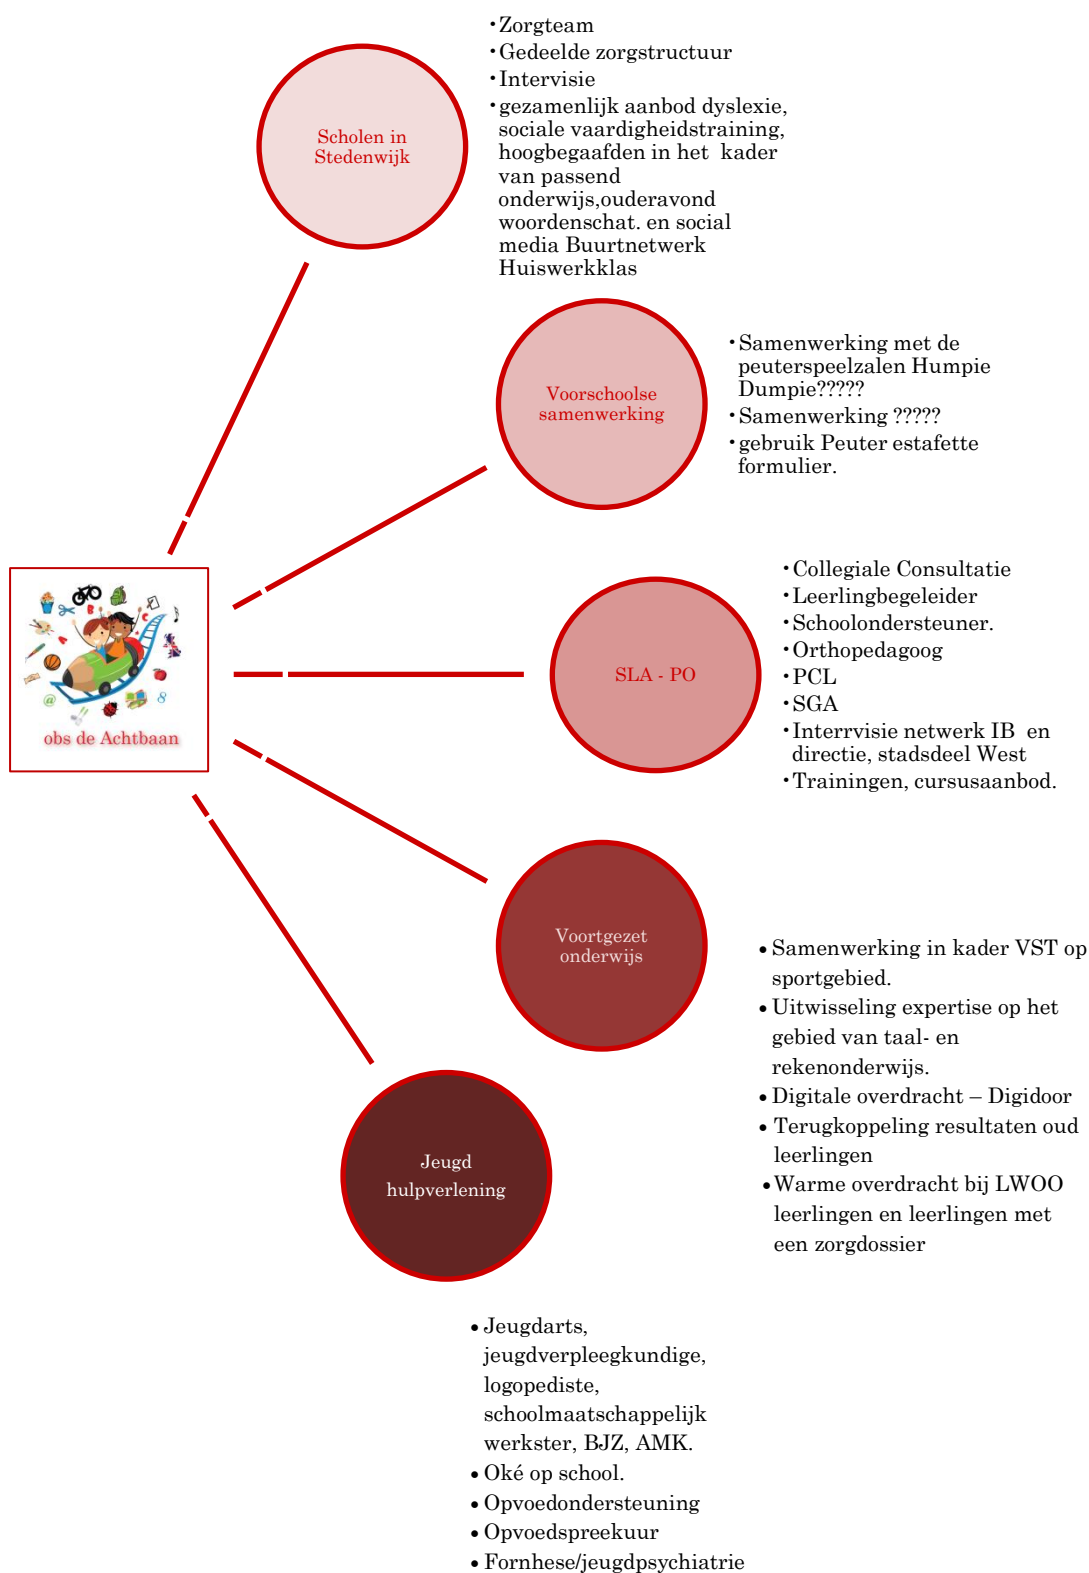 •Zorgteam
•Gedeelde zorgstructuur
•Intervisie
•gezamenlijk aanbod dyslexie,
sociale vaardigheidstraining,
hoogbegaafden in het kader
van passend
onderwijs,ouderavond
woordenschat. en social
media Buurtnetwerk
Huiswerkklas
Scholen in
Stedenwijk
Voorschoolse
samenwerking
•Samenwerking met de
peuterspeelzalen Humpie
Dumpie?????
•Samenwerking ?????
•gebruik Peuter estafette
formulier.
obs de Achtbaan
SLA - PO
•Collegiale Consultatie
•Leerlingbegeleider
•Schoolondersteuner.
•Orthopedagoog
•PCL
•SGA
•Interrvisie netwerk IB en
directie, stadsdeel West
•Trainingen, cursusaanbod.
Voortgezet
onderwijs
• Samenwerking in kader VST op
sportgebied.
• Uitwisseling expertise op het
gebied van taal- en
rekenonderwijs.
• Digitale overdracht – Digidoor
• Terugkoppeling resultaten oud
leerlingen
• Warme overdracht bij LWOO
leerlingen en leerlingen met
een zorgdossier
Jeugd
hulpverlening
• Jeugdarts,
jeugdverpleegkundige,
logopediste,
schoolmaatschappelijk
werkster, BJZ, AMK.
• Oké op school.
• Opvoedondersteuning
• Opvoedspreekuur
• Fornhese/jeugdpsychiatrie